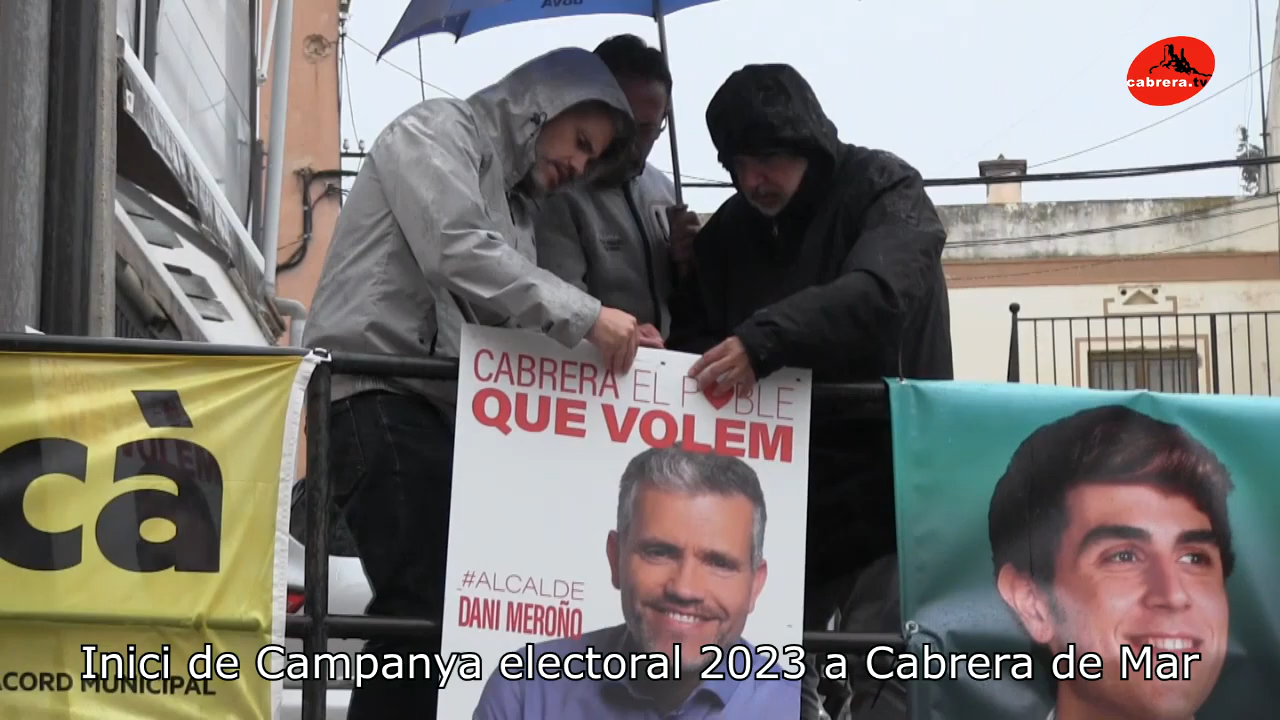 cabrera.tv
CABRERA EL POBLE
QUE VOLEM
cà
#ALCALDE
DANI MEROÑO
ACORD MUNICIPAL
Inici de Campanya electoral 2023 a Cabrera de Mar